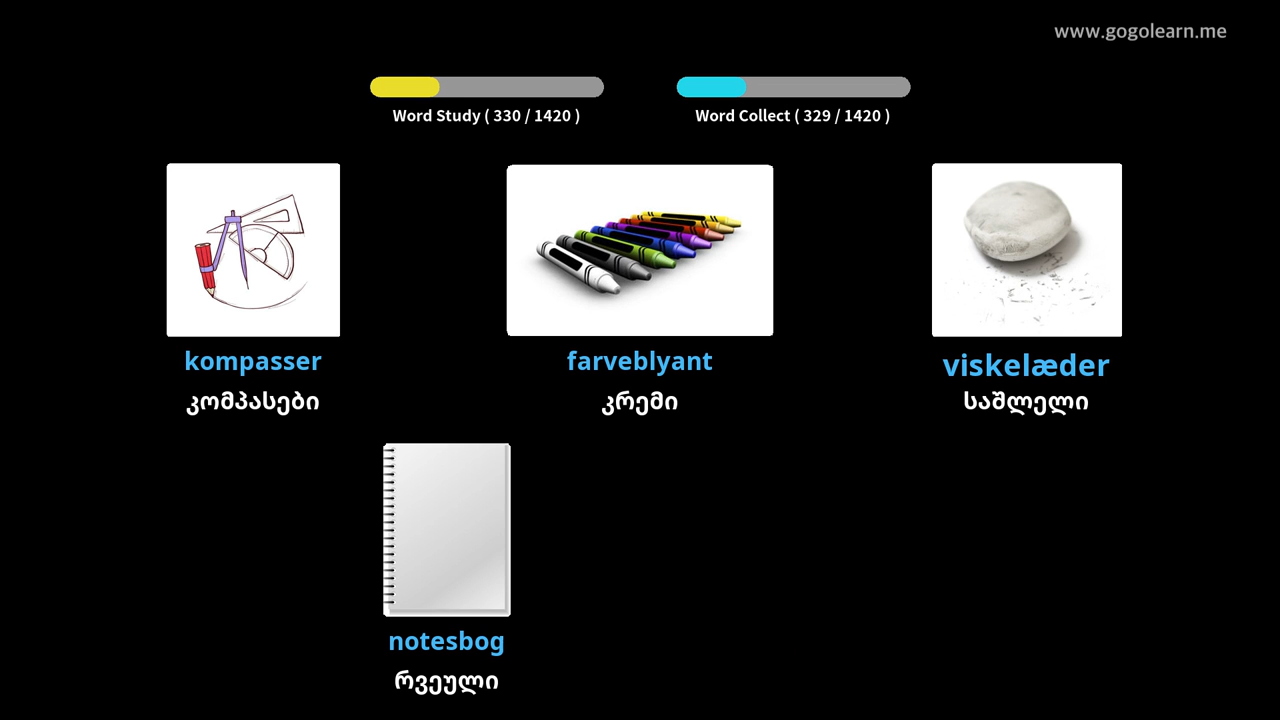 www.gogolearn.me
Word Study ( 330 / 1420 )
Word Collect ( 329 / 1420 )
kompasser
კომპასები
farveblyant
კრემი
viskelæder
საშლელი
notesbog
რვეული